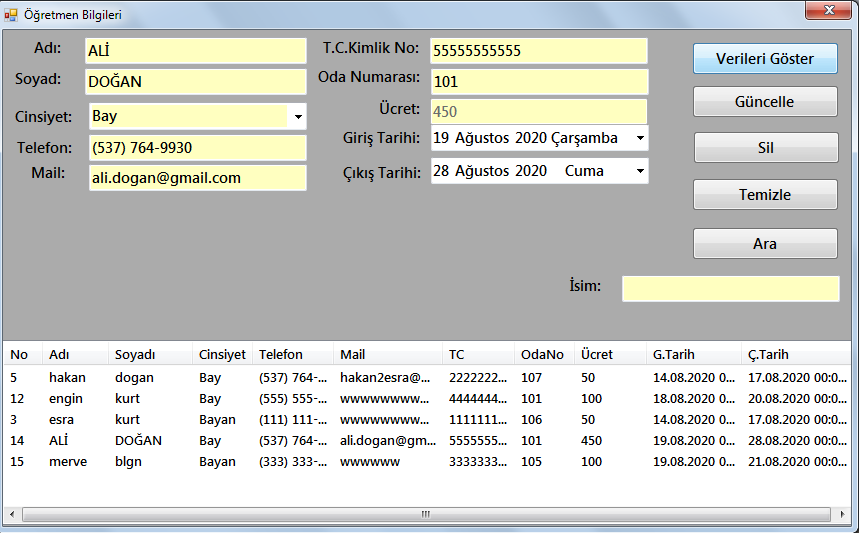 Öğretmen Bilgileri
Adı: ALİ T.C.Kimlik No: 55555555555 Verileri Göster
Soyad: DOĞAN Oda Numarası: 101
Güncelle
Cinsiyet: Bay Ücret: 450
Telefon: (537) 764-9930 Giriş Tarihi: 19 Ağustos 2020 Çarşamba Sil
Mail: ali.dogan@gmail.com Çıkış Tarihi: 28 Ağustos 2020 Cuma
Temizle
Ara
İsim:
No Adı Soyadı Cinsiyet Telefon Mail TC OdaNo Ücret G.Tarih Ç.Tarih
5 hakan dogan Bay (537) 764-... hakan2esra@... 2222222... 107 50 14.08.2020 0... 17.08.2020 00:0...
12 engin kurt Bay (555) 555-... wwwwwwww... 4444444... 101 100 18.08.2020 0... 20.08.2020 00:0...
3 esra kurt Bayan (111) 111-... wwwwwwww... 1111111... 106 50 14.08.2020 0... 17.08.2020 00:0...
14 ALİ DOĞAN Bay (537) 764-... ali.dogan@gm... 5555555... 101 450 19.08.2020 0... 28.08.2020 00:0...
15 merve blgn Bayan (333) 333-... wwwwww 3333333... 105 100 19.08.2020 0... 21.08.2020 00:0...